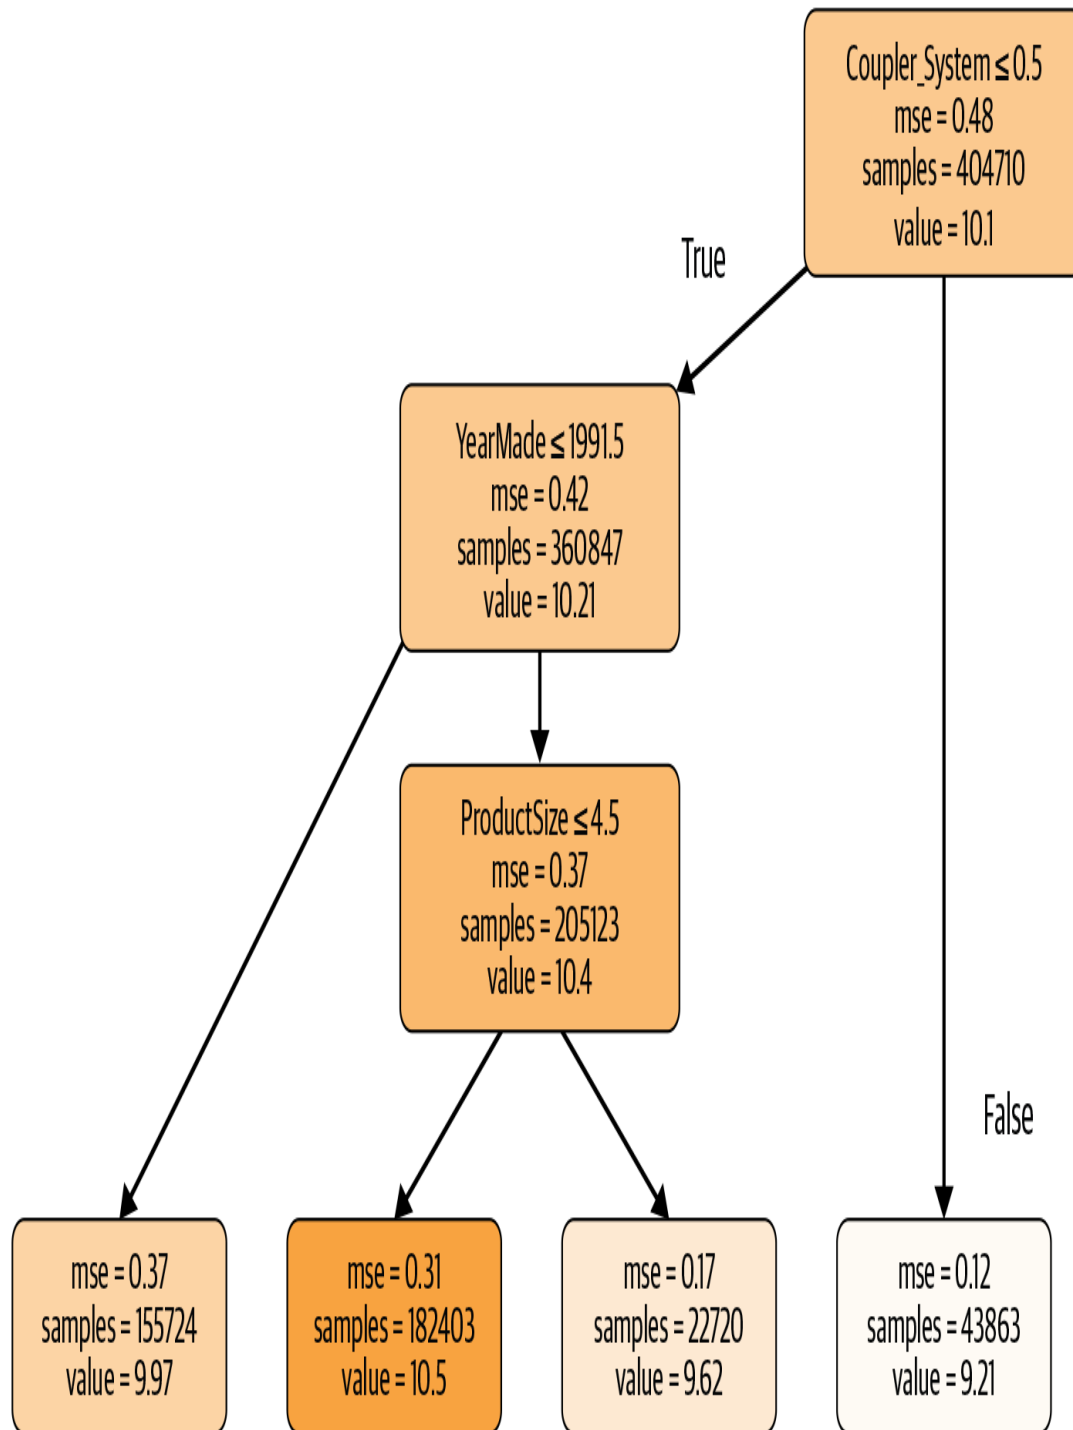 Coupler_System ≤ 0.5
mse = 0.48
samples = 404710
value = 10.1
True
YearMade ≤ 1991.5
mse = 0.42
samples = 360847
value = 10.21
ProductSize ≤ 4.5
mse = 0.37
samples = 205123
value = 10.4
False
mse = 0.37
samples = 155724
value = 9.97
mse = 0.31
samples = 182403
value = 10.5
mse = 0.17
samples = 22720
value = 9.62
mse = 0.12
samples = 43863
value = 9.21